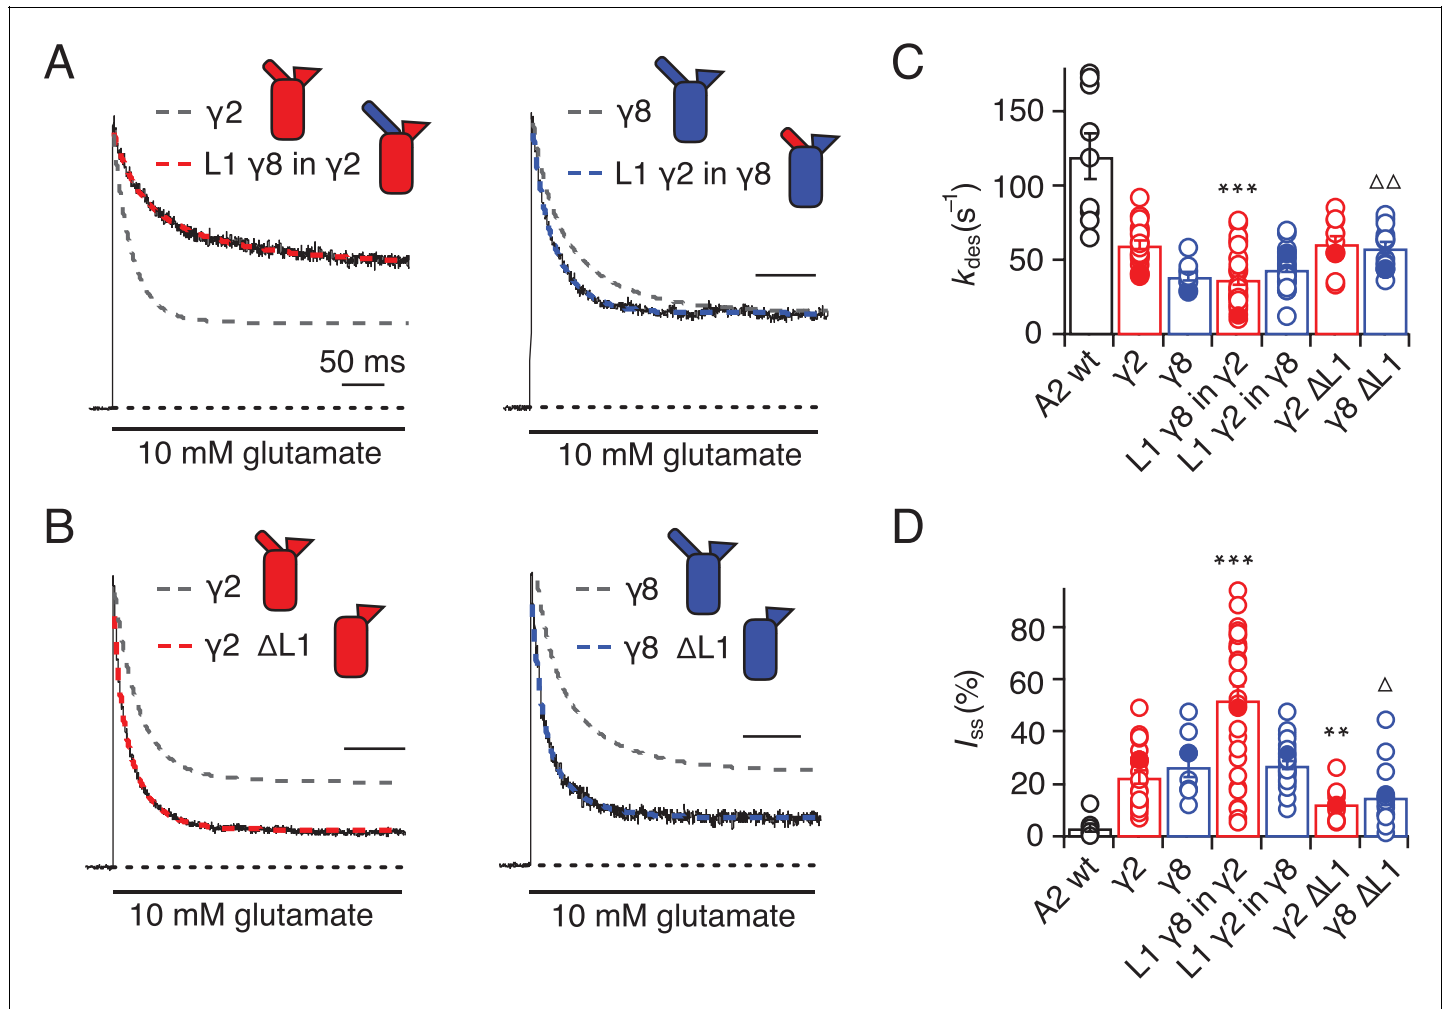 A
γ2
L1 γ8 in γ2
50 ms
10 mM glutamate
γ8
L1 γ2 in γ8
10 mM glutamate
B
γ2
γ2 ΔL1
10 mM glutamate
γ8
γ8 ΔL1
10 mM glutamate
C
kdes (s–1)
150
100
50
0
***
ΔΔ
A2 wt
γ2
γ8
L1 γ8 in γ2
L1 γ2 in γ8
γ2 ΔL1
γ8 ΔL1
D
Iss (%)
80
60
40
20
0
***
**
Δ
A2 wt
γ2
γ8
L1 γ8 in γ2
L1 γ2 in γ8
γ2 ΔL1
γ8 ΔL1